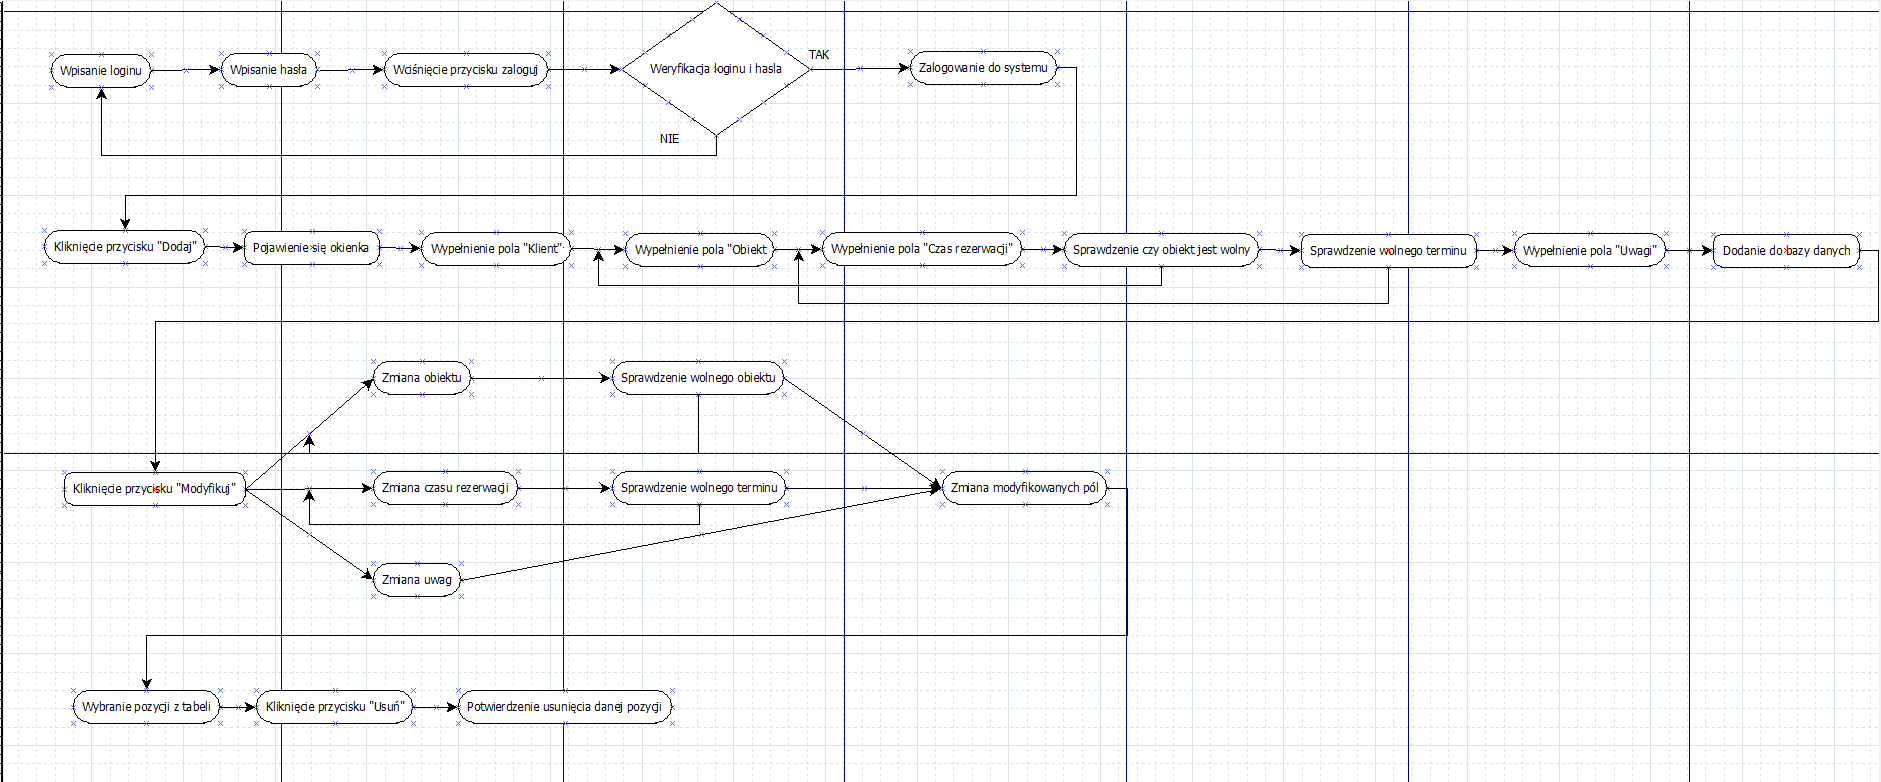 Wpisanie loginu
Wpisanie hasła
Wciśnięcie przycisku zaloguj
Weryfikacja loginu i hasla
TAK
Zalogowanie do systemu
NIE
Kliknięcie przycisku "Dodaj"
Pojawienie się okienka
Wypełnienie pola "Klient"
Wypełnienie pola "Obiekt
Wypełnienie pola "Czas rezerwacji"
Sprawdzenie czy obiekt jest wolny
Sprawdzenie wolnego terminu
Wypełnienie pola "Uwagi"
Dodanie do bazy danych
Zmiana obiektu
Sprawdzenie wolnego obiektu
Kliknięcie przycisku "Modyfikuj"
Zmiana czasu rezerwacji
Sprawdzenie wolnego terminu
Zmiana modyfikowanych pól
Zmiana uwag
Wybranie pozycji z tabeli
Kliknięcie przycisku "Usuń"
Potwierdzenie usunięcia danej pozycji